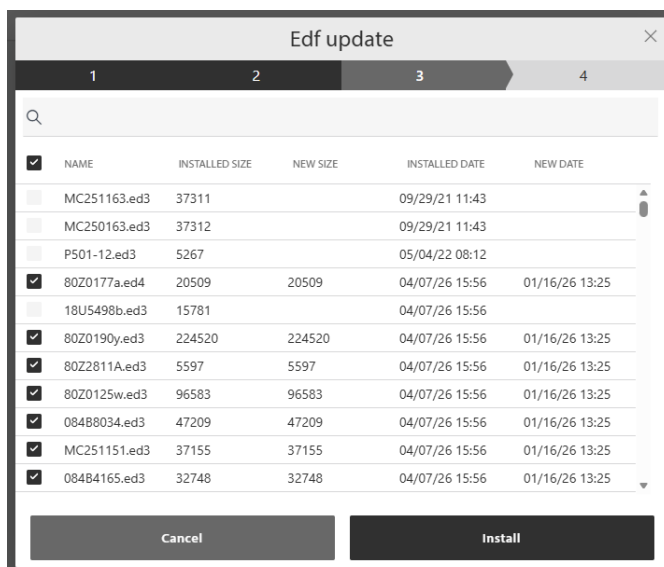 Edf update
1 2 3 4
NAME INSTALLED SIZE NEW SIZE INSTALLED DATE NEW DATE
MC251163.ed3 37311 09/29/21 11:43
MC250163.ed3 37312 09/29/21 11:43
P501-12.ed3 5267 05/04/22 08:12
80Z0177a.ed4 20509 20509 04/07/26 15:56 01/16/26 13:25
18U5498b.ed3 15781 04/07/26 15:56
80Z0190y.ed3 224520 224520 04/07/26 15:56 01/16/26 13:25
80Z2811A.ed3 5597 5597 04/07/26 15:56 01/16/26 13:25
80Z0125w.ed3 96583 96583 04/07/26 15:56 01/16/26 13:25
084B8034.ed3 47209 47209 04/07/26 15:56 01/16/26 13:25
MC251151.ed3 37155 37155 04/07/26 15:56 01/16/26 13:25
084B4165.ed3 32748 32748 04/07/26 15:56 01/16/26 13:25
Cancel Install